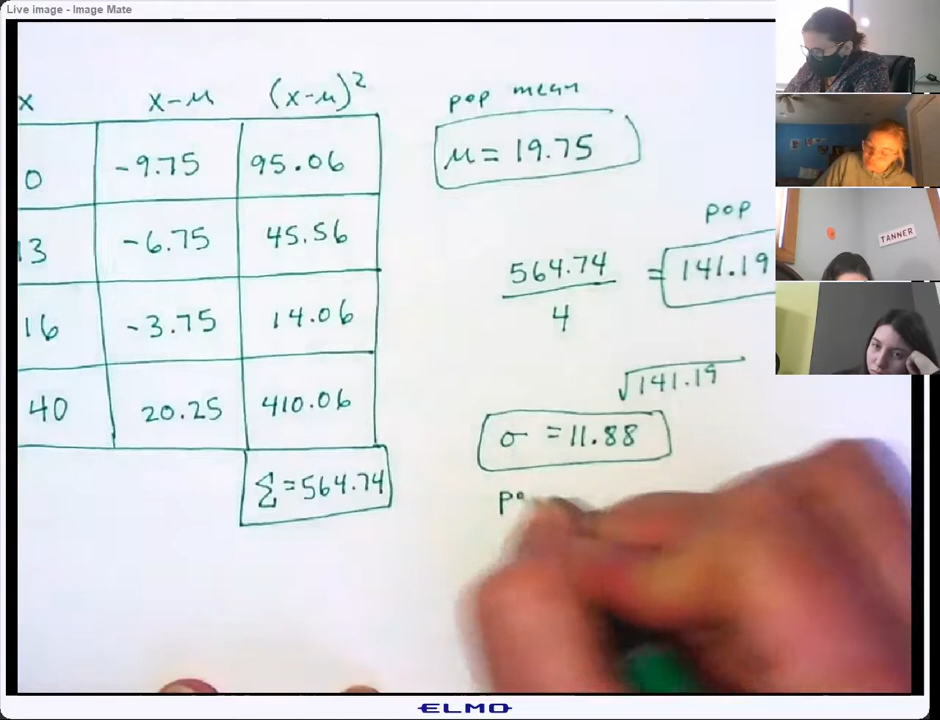 Live image - Image Mate
x x-μ (x-μ)²
0 -9.75 95.06
13 -6.75 45.56
16 -3.75 14.06
40 20.25 410.06
Σ=564.74
pop mean
μ = 19.75
pop
564.74/4 = 141.19
√141.19
σ = 11.88
po
TANNER
ELMO